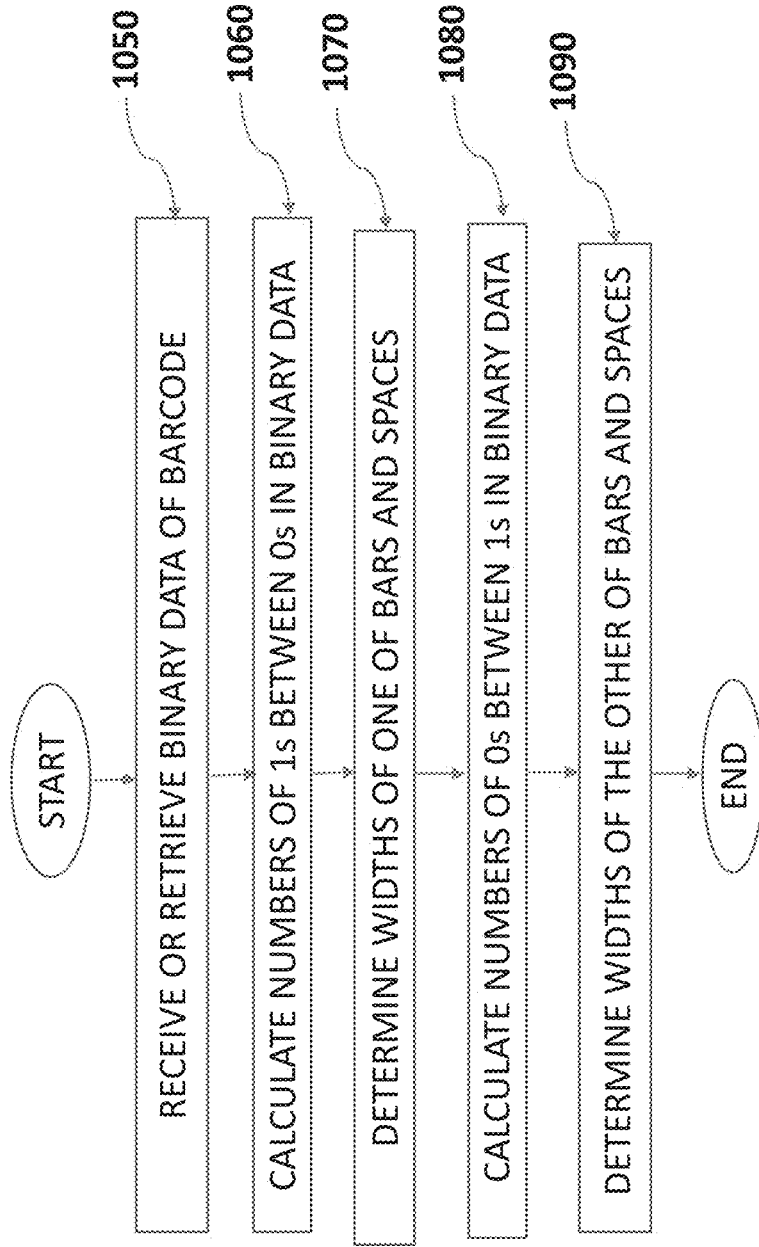 START
RECEIVE OR RETRIEVE BINARY DATA OF BARCODE
1050
CALCULATE NUMBERS OF 1s BETWEEN 0s IN BINARY DATA
1060
DETERMINE WIDTHS OF ONE OF BARS AND SPACES
1070
CALCULATE NUMBERS OF 0s BETWEEN 1s IN BINARY DATA
1080
DETERMINE WIDTHS OF THE OTHER OF BARS AND SPACES
1090
END